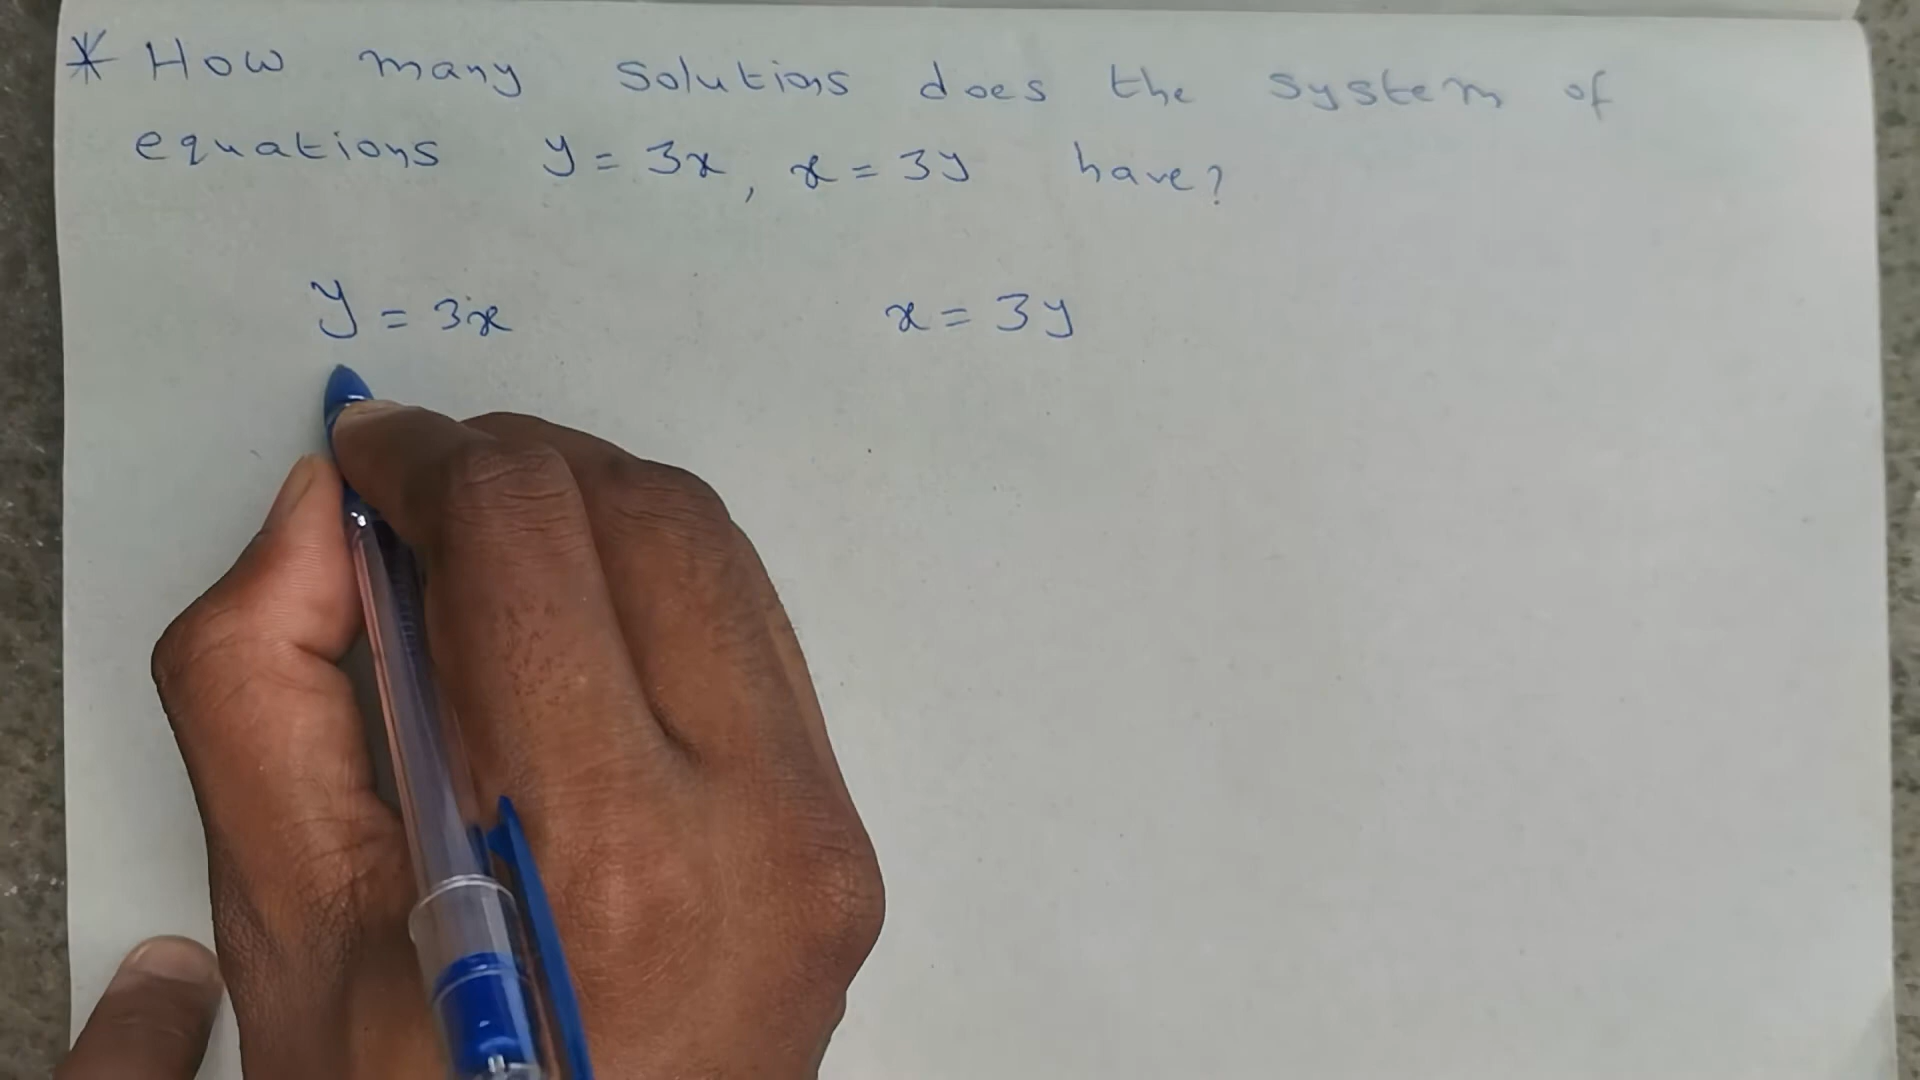 * How many solutions does the system of
equations y = 3x, x = 3y have?
y = 3x x = 3y